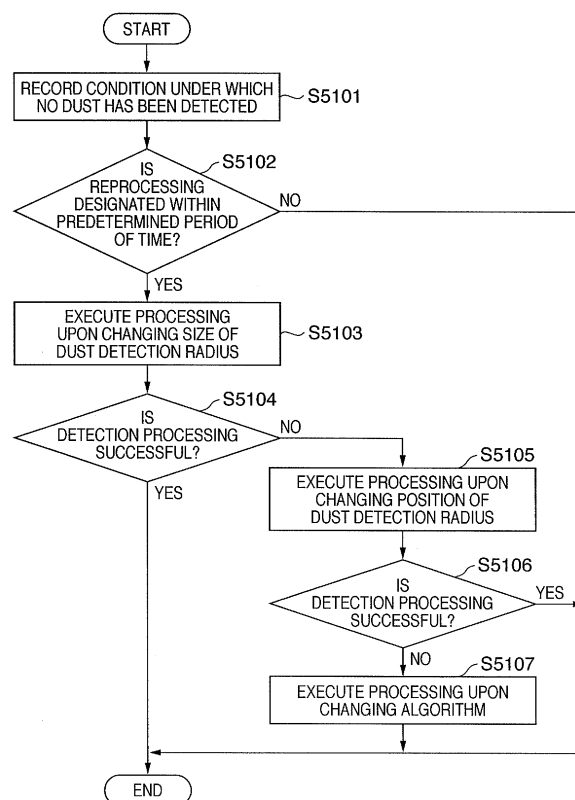 START
RECORD CONDITION UNDER WHICH
NO DUST HAS BEEN DETECTED
S5101
S5102
IS
REPROCESSING
DESIGNATED WITHIN
PREDETERMINED PERIOD
OF TIME?
NO
YES
EXECUTE PROCESSING
UPON CHANGING SIZE OF
DUST DETECTION RADIUS
S5103
S5104
IS
DETECTION PROCESSING
SUCCESSFUL?
NO
YES
S5105
EXECUTE PROCESSING UPON
CHANGING POSITION OF
DUST DETECTION RADIUS
S5106
IS
DETECTION PROCESSING
SUCCESSFUL?
YES
NO
S5107
EXECUTE PROCESSING UPON
CHANGING ALGORITHM
END